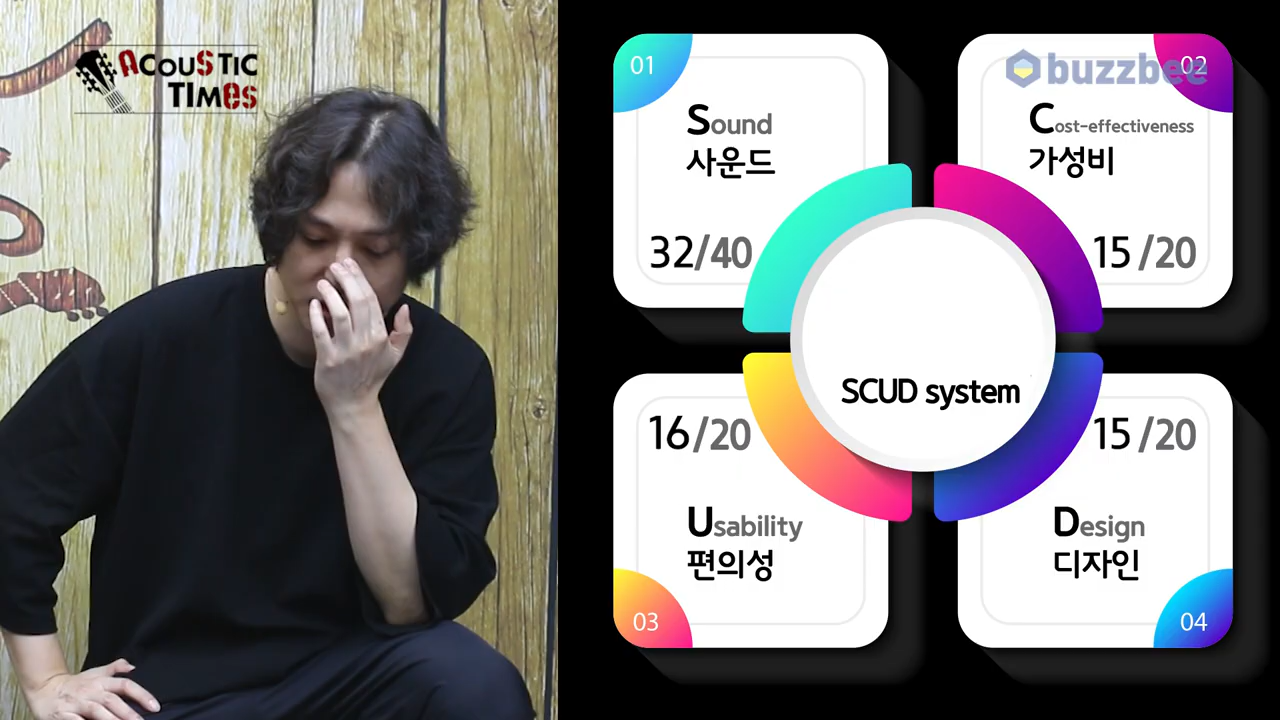 ACOUSTIC
TIMES
01
Sound
사운드
32/40
buzzbee
02
Cost-effectiveness
가성비
15/20
SCUD system
16/20
Usability
편의성
03
15/20
Design
디자인
04